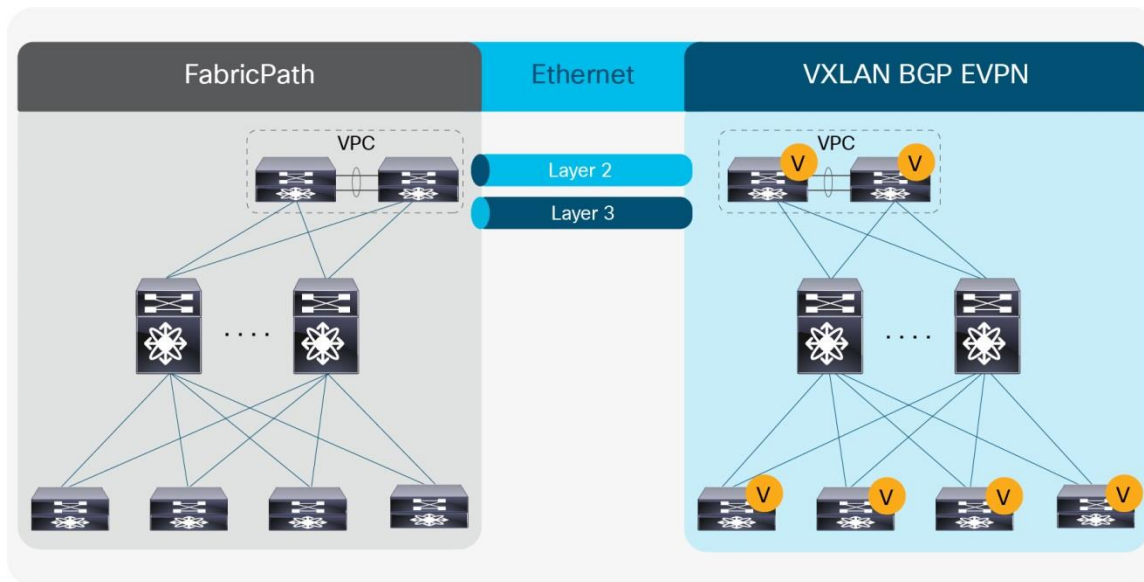 FabricPath
Ethernet
VXLAN BGP EVPN
VPC
VPC
V
V
Layer 2
Layer 3
. . . .
. . . .
V
V
V
V